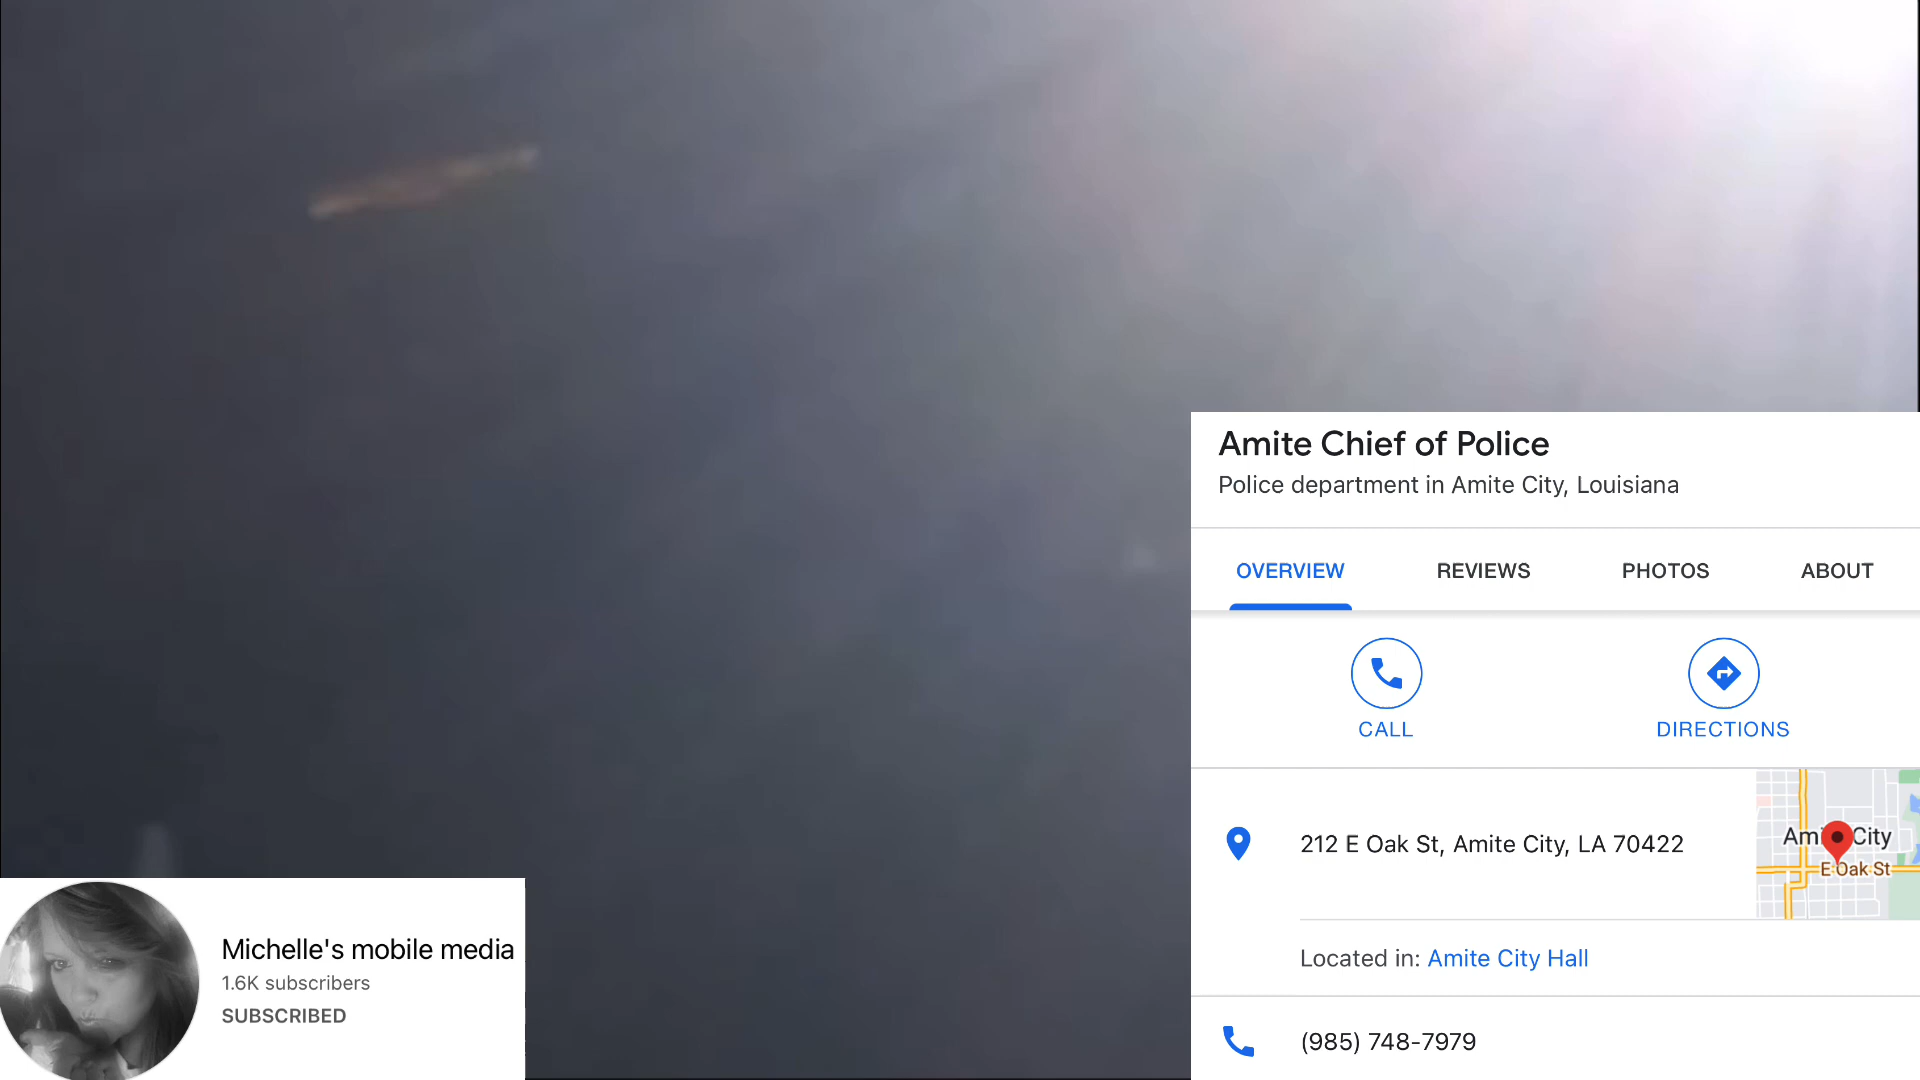 Amite Chief of Police
Police department in Amite City, Louisiana
OVERVIEW REVIEWS PHOTOS ABOUT
CALL DIRECTIONS
212 E Oak St, Amite City, LA 70422
City
E Oak St
Located in: Amite City Hall
(985) 748-7979
Michelle's mobile media
1.6K subscribers
SUBSCRIBED